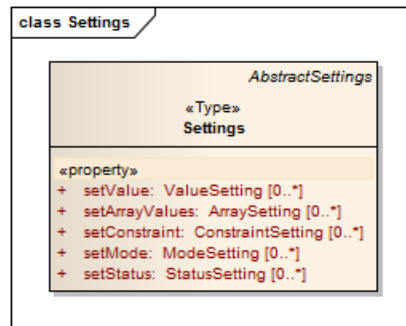 class Settings
AbstractSettings
«Type»
Settings
«property»
+ setValue: ValueSetting [0..*]
+ setArrayValues: ArraySetting [0..*]
+ setConstraint: ConstraintSetting [0..*]
+ setMode: ModeSetting [0..*]
+ setStatus: StatusSetting [0..*]